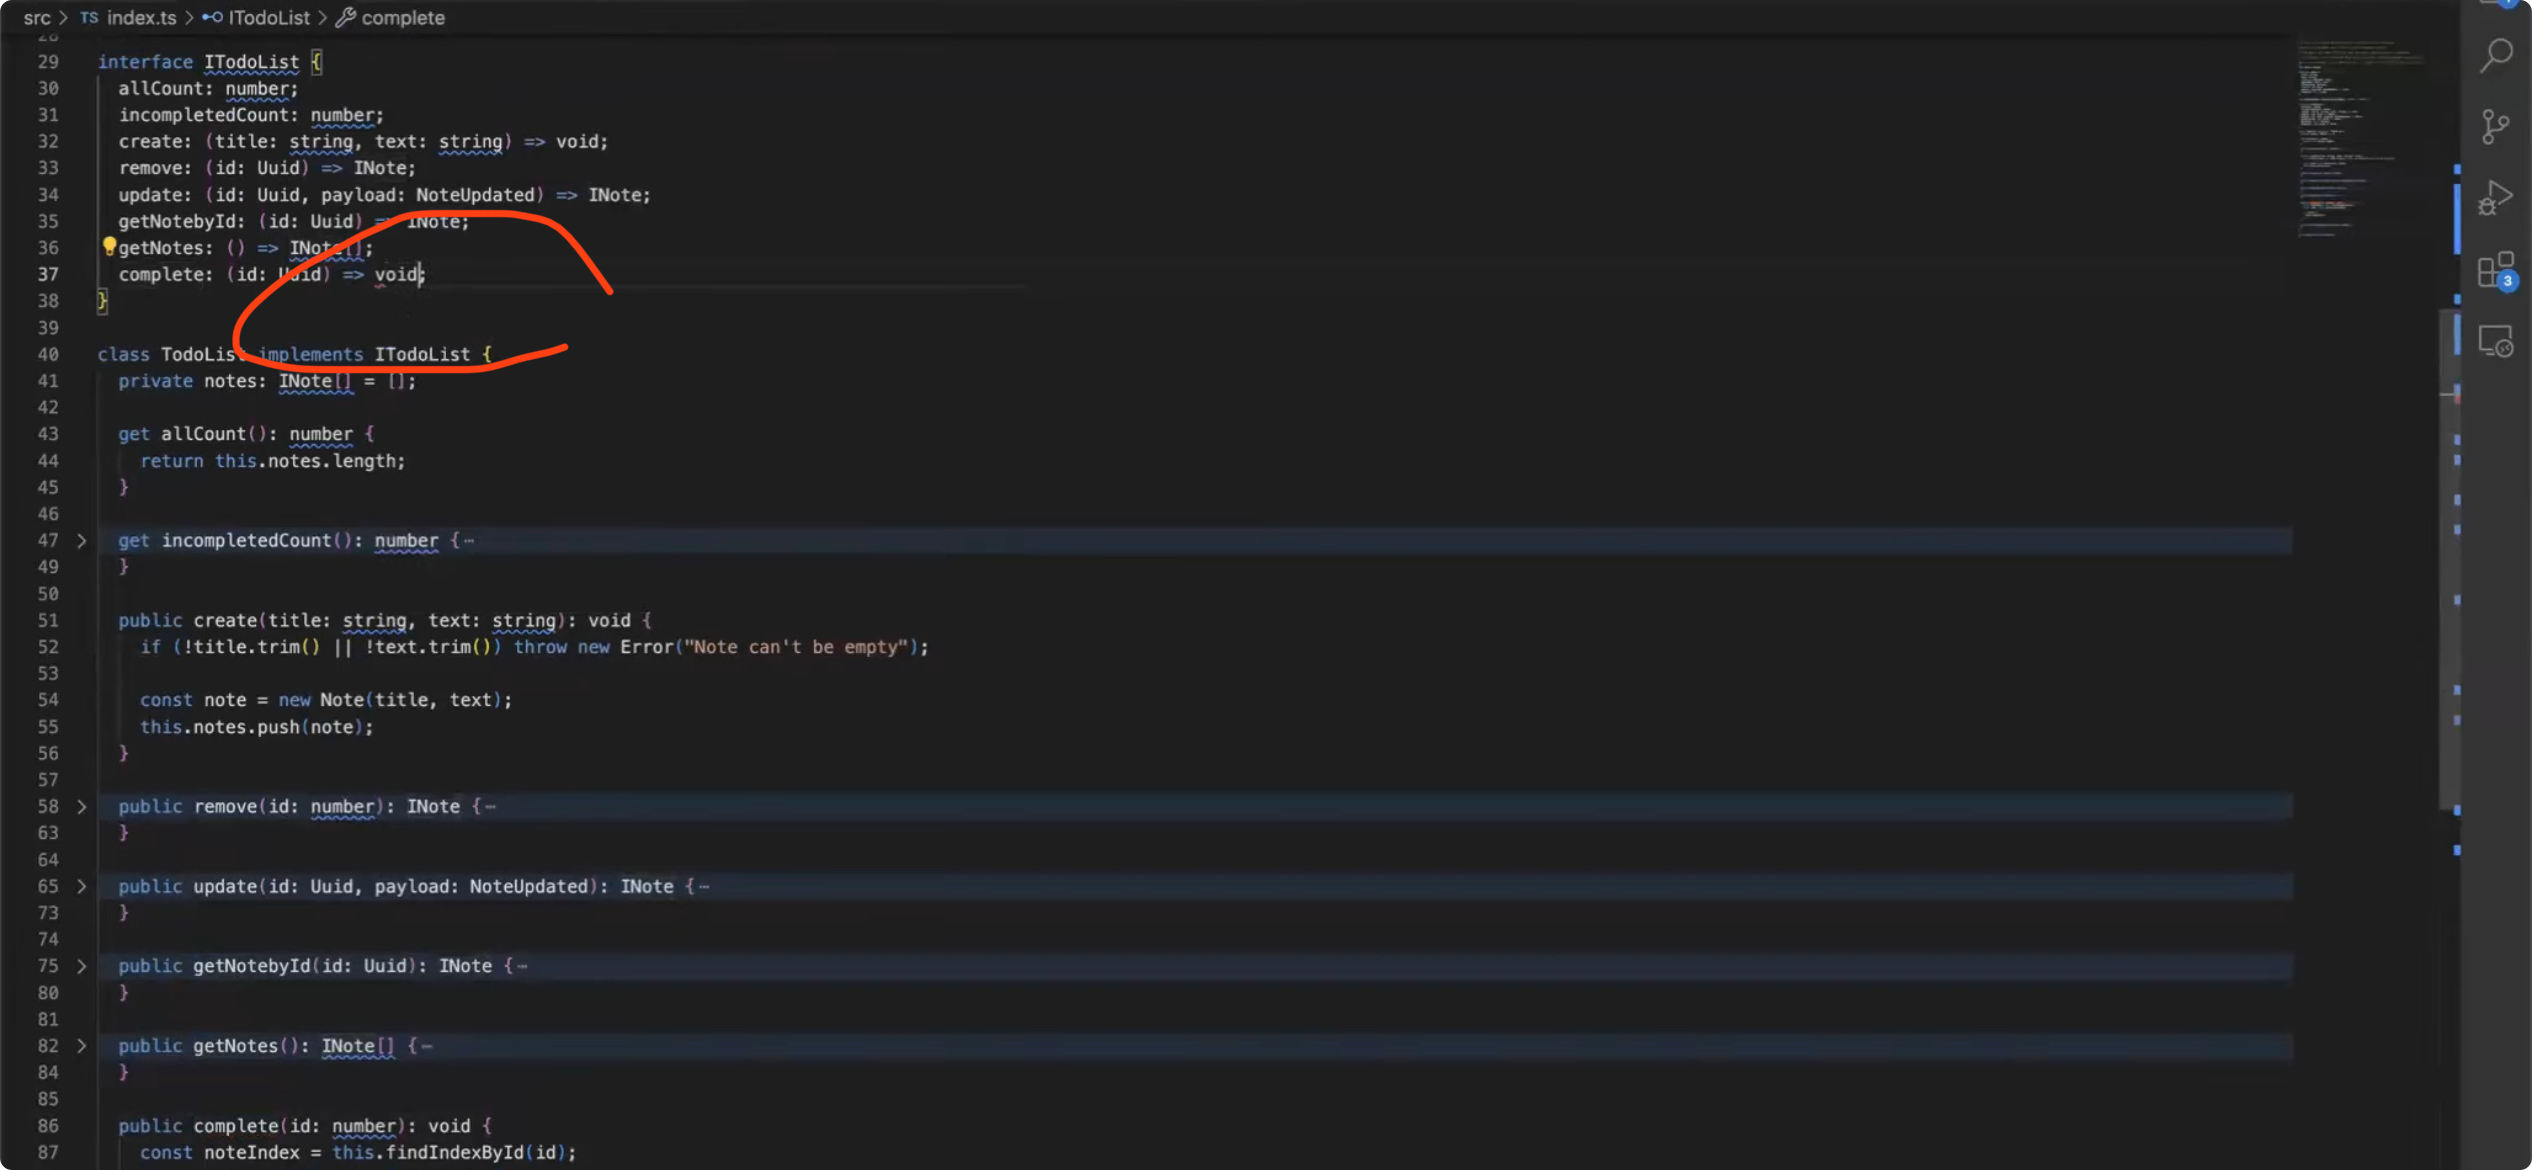 src > TS index.ts > ITodoList > complete
28
29 interface ITodoList {
30 allCount: number;
31 incompletedCount: number;
32 create: (title: string, text: string) => void;
33 remove: (id: Uuid) => INote;
34 update: (id: Uuid, payload: NoteUpdated) => INote;
35 getNotebyId: (id: Uuid) => INote;
36 getNotes: () => INote[];
37 complete: (id: Uuid) => void;
38 }
39
40 class TodoList implements ITodoList {
41 private notes: INote[] = [];
42
43 get allCount(): number {
44 return this.notes.length;
45 }
46
47 get incompletedCount(): number {…
49 }
50
51 public create(title: string, text: string): void {
52 if (!title.trim() || !text.trim()) throw new Error("Note can't be empty");
53
54 const note = new Note(title, text);
55 this.notes.push(note);
56 }
57
58 public remove(id: number): INote {…
63 }
64
65 public update(id: Uuid, payload: NoteUpdated): INote {…
73 }
74
75 public getNotebyId(id: Uuid): INote {…
80 }
81
82 public getNotes(): INote[] {…
84 }
85
86 public complete(id: number): void {
87 const noteIndex = this.findIndexById(id);
3